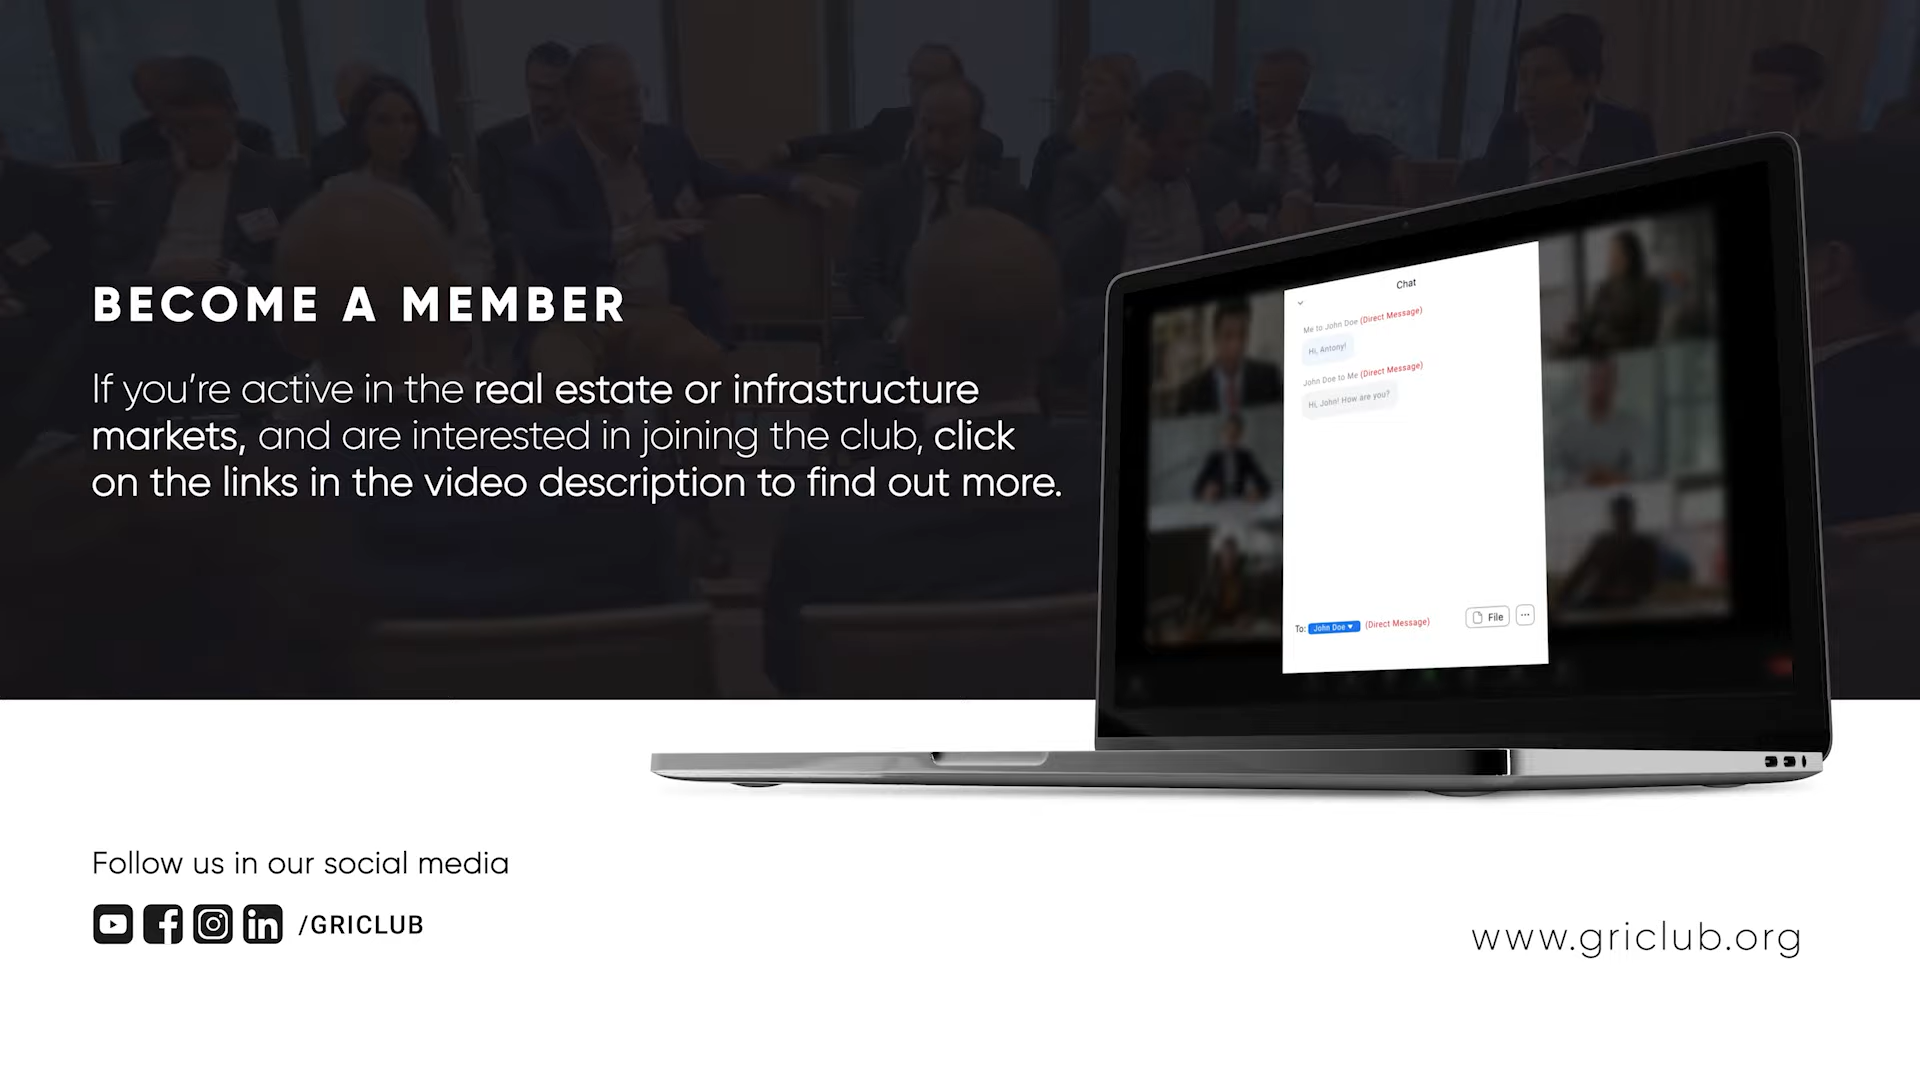 BECOME A MEMBER
If you’re active in the real estate or infrastructure
markets, and are interested in joining the club, click
on the links in the video description to find out more.
Chat
Me to John Doe (Direct Message)
Hi, Antony!
John Doe to Me (Direct Message)
Hi, John! How are you?
To: John Doe (Direct Message)
File
Follow us in our social media
/GRICLUB
www.griclub.org